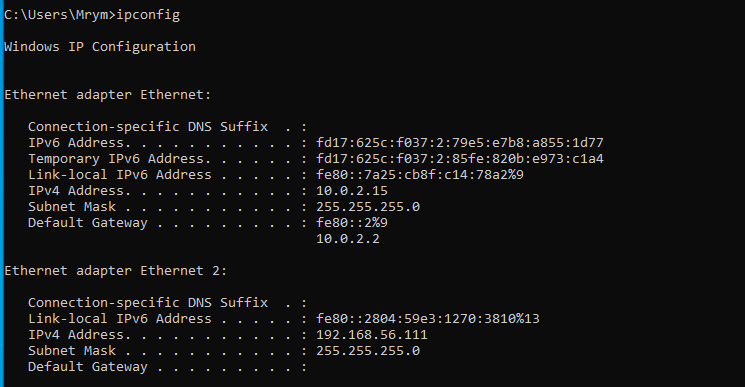 C:\Users\Mrym>ipconfig
Windows IP Configuration
Ethernet adapter Ethernet:
Connection-specific DNS Suffix  . :
IPv6 Address. . . . . . . . . . . : fd17:625c:f037:2:79e5:e7b8:a855:1d77
Temporary IPv6 Address. . . . . . : fd17:625c:f037:2:85fe:820b:e973:c1a4
Link-local IPv6 Address . . . . . : fe80::7a25:cb8f:c14:78a2%9
IPv4 Address. . . . . . . . . . . : 10.0.2.15
Subnet Mask . . . . . . . . . . . : 255.255.255.0
Default Gateway . . . . . . . . . : fe80::2%9
10.0.2.2
Ethernet adapter Ethernet 2:
Connection-specific DNS Suffix  . :
Link-local IPv6 Address . . . . . : fe80::2804:59e3:1270:3810%13
IPv4 Address. . . . . . . . . . . : 192.168.56.111
Subnet Mask . . . . . . . . . . . : 255.255.255.0
Default Gateway . . . . . . . . . :